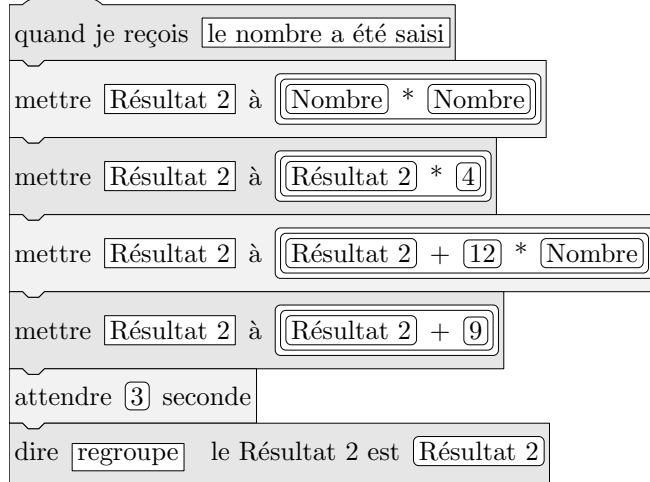 quand je reçois le nombre a été saisi
mettre Résultat 2 à Nombre * Nombre
mettre Résultat 2 à Résultat 2 * 4
mettre Résultat 2 à Résultat 2 + 12 * Nombre
mettre Résultat 2 à Résultat 2 + 9
attendre 3 seconde
dire regroupe le Résultat 2 est Résultat 2